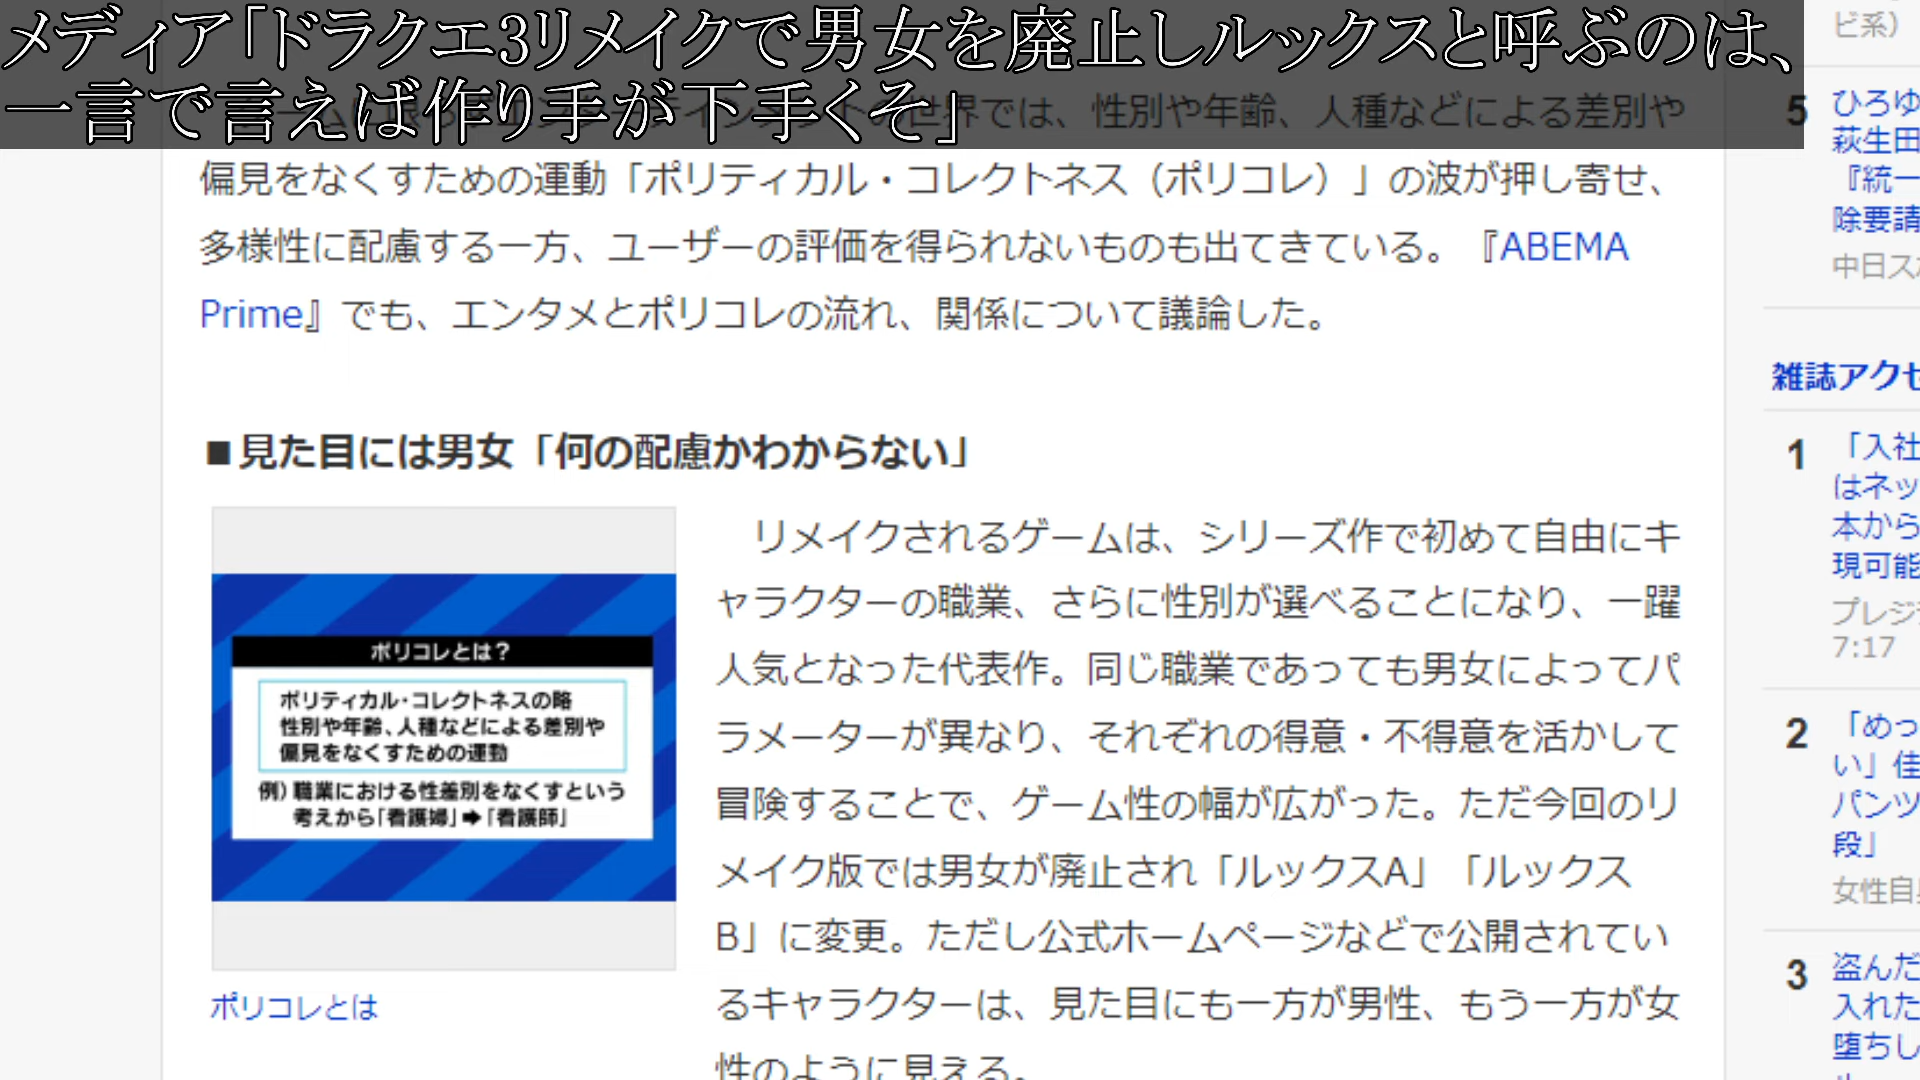 メディア「ドラクエ3リメイクで男女を廃止しルックスと呼ぶのは、
一言で言えば作り手が下手くそ」
の世界では、性別や年齢、人種などによる差別や
偏見をなくすための運動「ポリティカル・コレクトネス（ポリコレ）」の波が押し寄せ、
多様性に配慮する一方、ユーザーの評価を得られないものも出てきている。『ABEMA
Prime』でも、エンタメとポリコレの流れ、関係について議論した。
■見た目には男女「何の配慮かわからない」
ポリコレとは？
ポリティカル・コレクトネスの略
性別や年齢、人種などによる差別や
偏見をなくすための運動
例）職業における性差別をなくすという
考えから「看護婦」➡「看護師」
ポリコレとは
リメイクされるゲームは、シリーズ作で初めて自由にキ
ャラクターの職業、さらに性別が選べることになり、一躍
人気となった代表作。同じ職業であっても男女によってパ
ラメーターが異なり、それぞれの得意・不得意を活かして
冒険することで、ゲーム性の幅が広がった。ただ今回のリ
メイク版では男女が廃止され「ルックスA」「ルックス
B」に変更。ただし公式ホームページなどで公開されてい
るキャラクターは、見た目にも一方が男性、もう一方が女
性のように見える。
ビ系）
5 ひろゆ
萩生田
『統一
除要請
中日ス
雑誌アクセ
1 「入社
はネッ
本から
現可能
プレジ
7:17
2 「めっ
い」佳
パンツ
段」
女性自
3 盗んだ
入れた
堕ちし